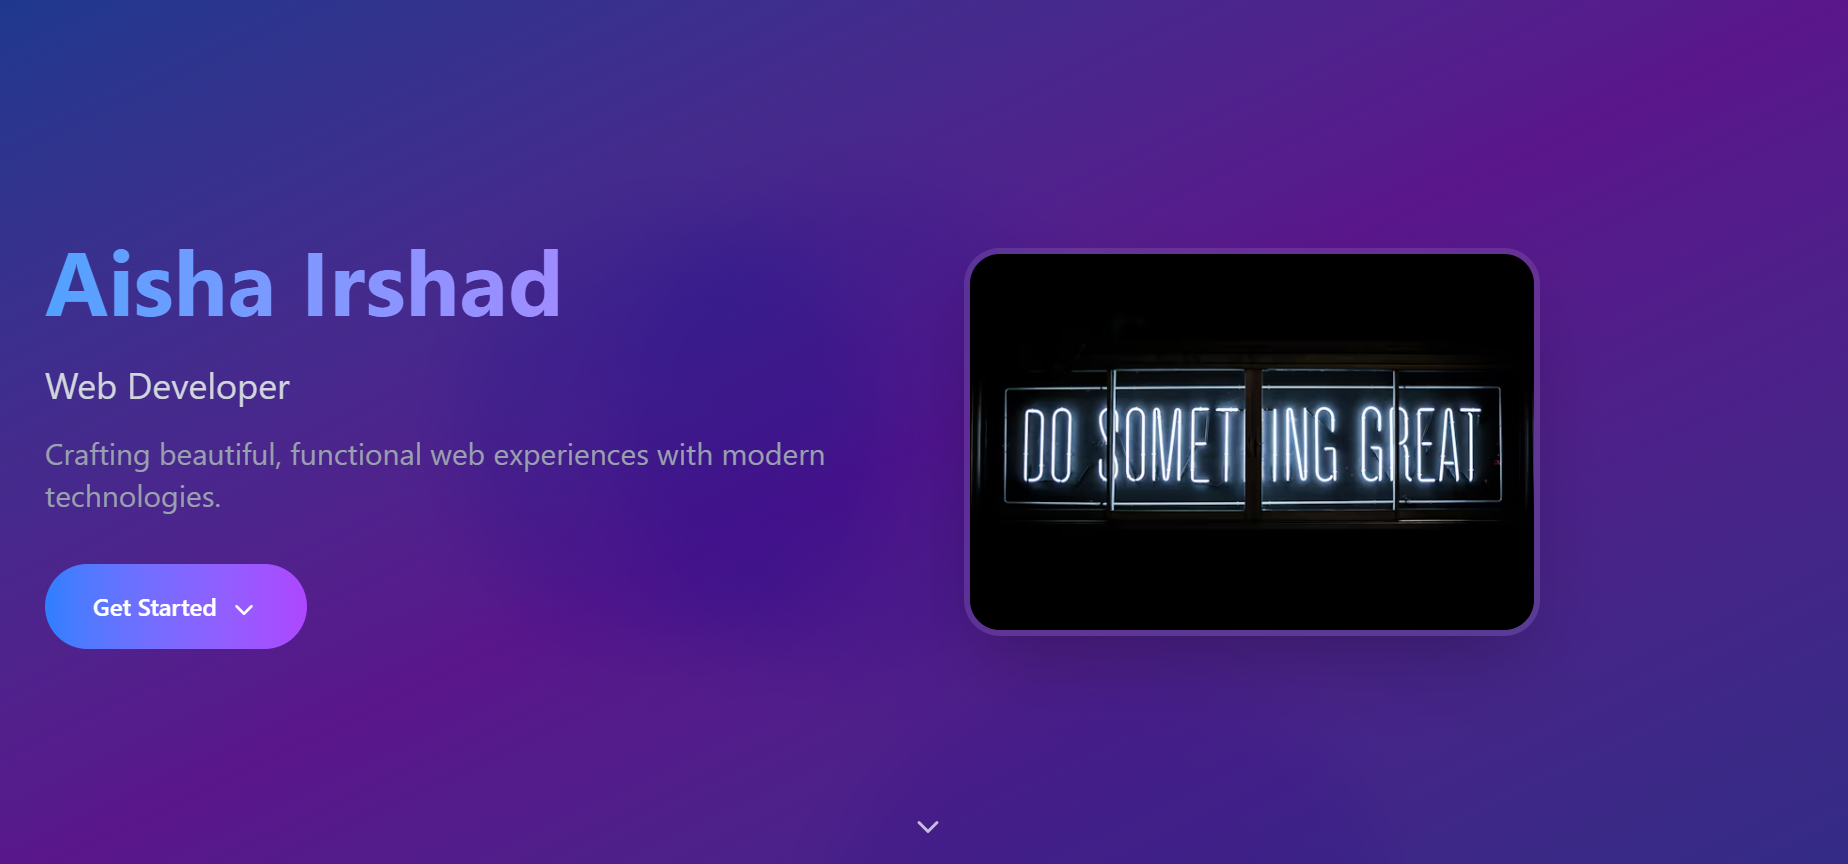 Aisha Irshad
Web Developer
Crafting beautiful, functional web experiences with modern
technologies.
Get Started
DO SOMETHING GREAT